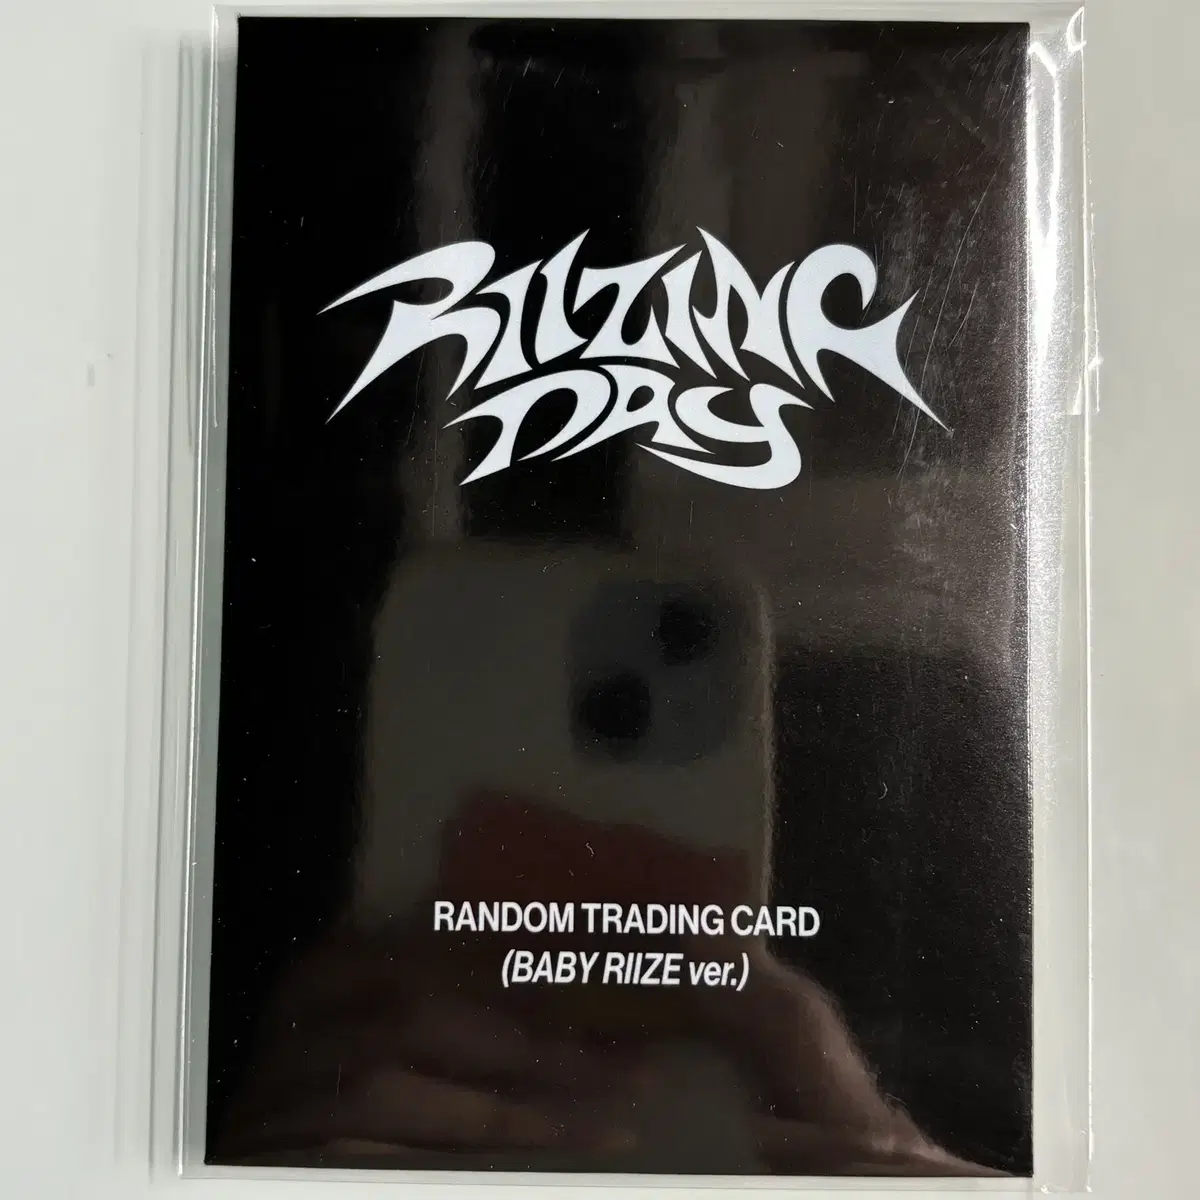 RIIZING
DAY
RANDOM TRADING CARD
(BABY RIIZE ver.)